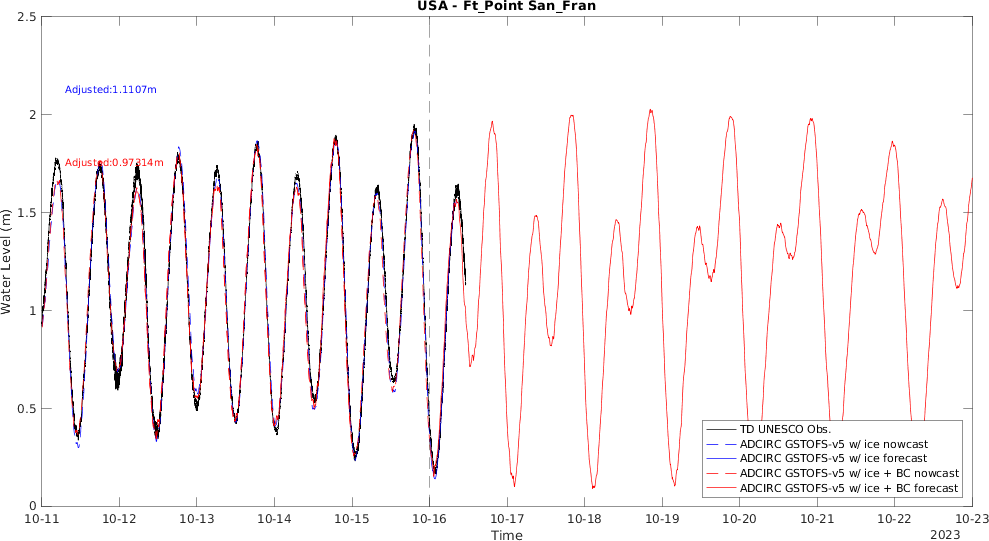 USA - Ft_Point San_Fran
2.5
Adjusted:1.1107m
2
Adjusted:0.97314m
1.5
Water Level (m)
1
0.5
TD UNESCO Obs.
ADCIRC GSTOFS-v5 w/ ice nowcast
ADCIRC GSTOFS-v5 w/ ice forecast
ADCIRC GSTOFS-v5 w/ ice + BC nowcast
ADCIRC GSTOFS-v5 w/ ice + BC forecast
0
10-11 10-12 10-13 10-14 10-15 10-16 10-17 10-18 10-19 10-20 10-21 10-22 10-23
Time
2023